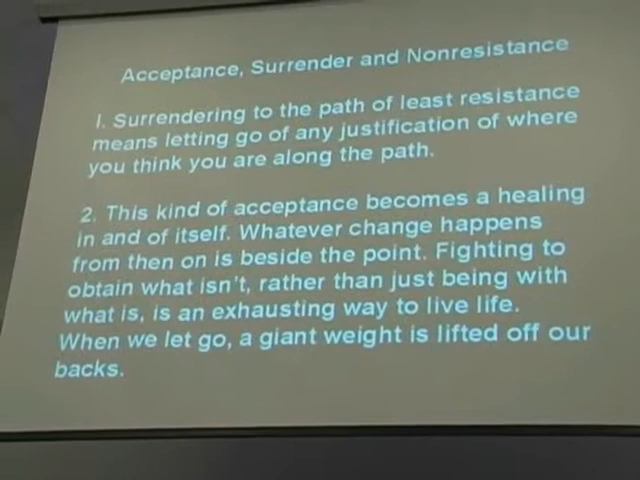 Acceptance, Surrender and Nonresistance
1. Surrendering to the path of least resistance
means letting go of any justification of where
you think you are along the path.
2. This kind of acceptance becomes a healing
in and of itself. Whatever change happens
from then on is beside the point. Fighting to
obtain what isn't, rather than just being with
what is, is an exhausting way to live life.
When we let go, a giant weight is lifted off our
backs.